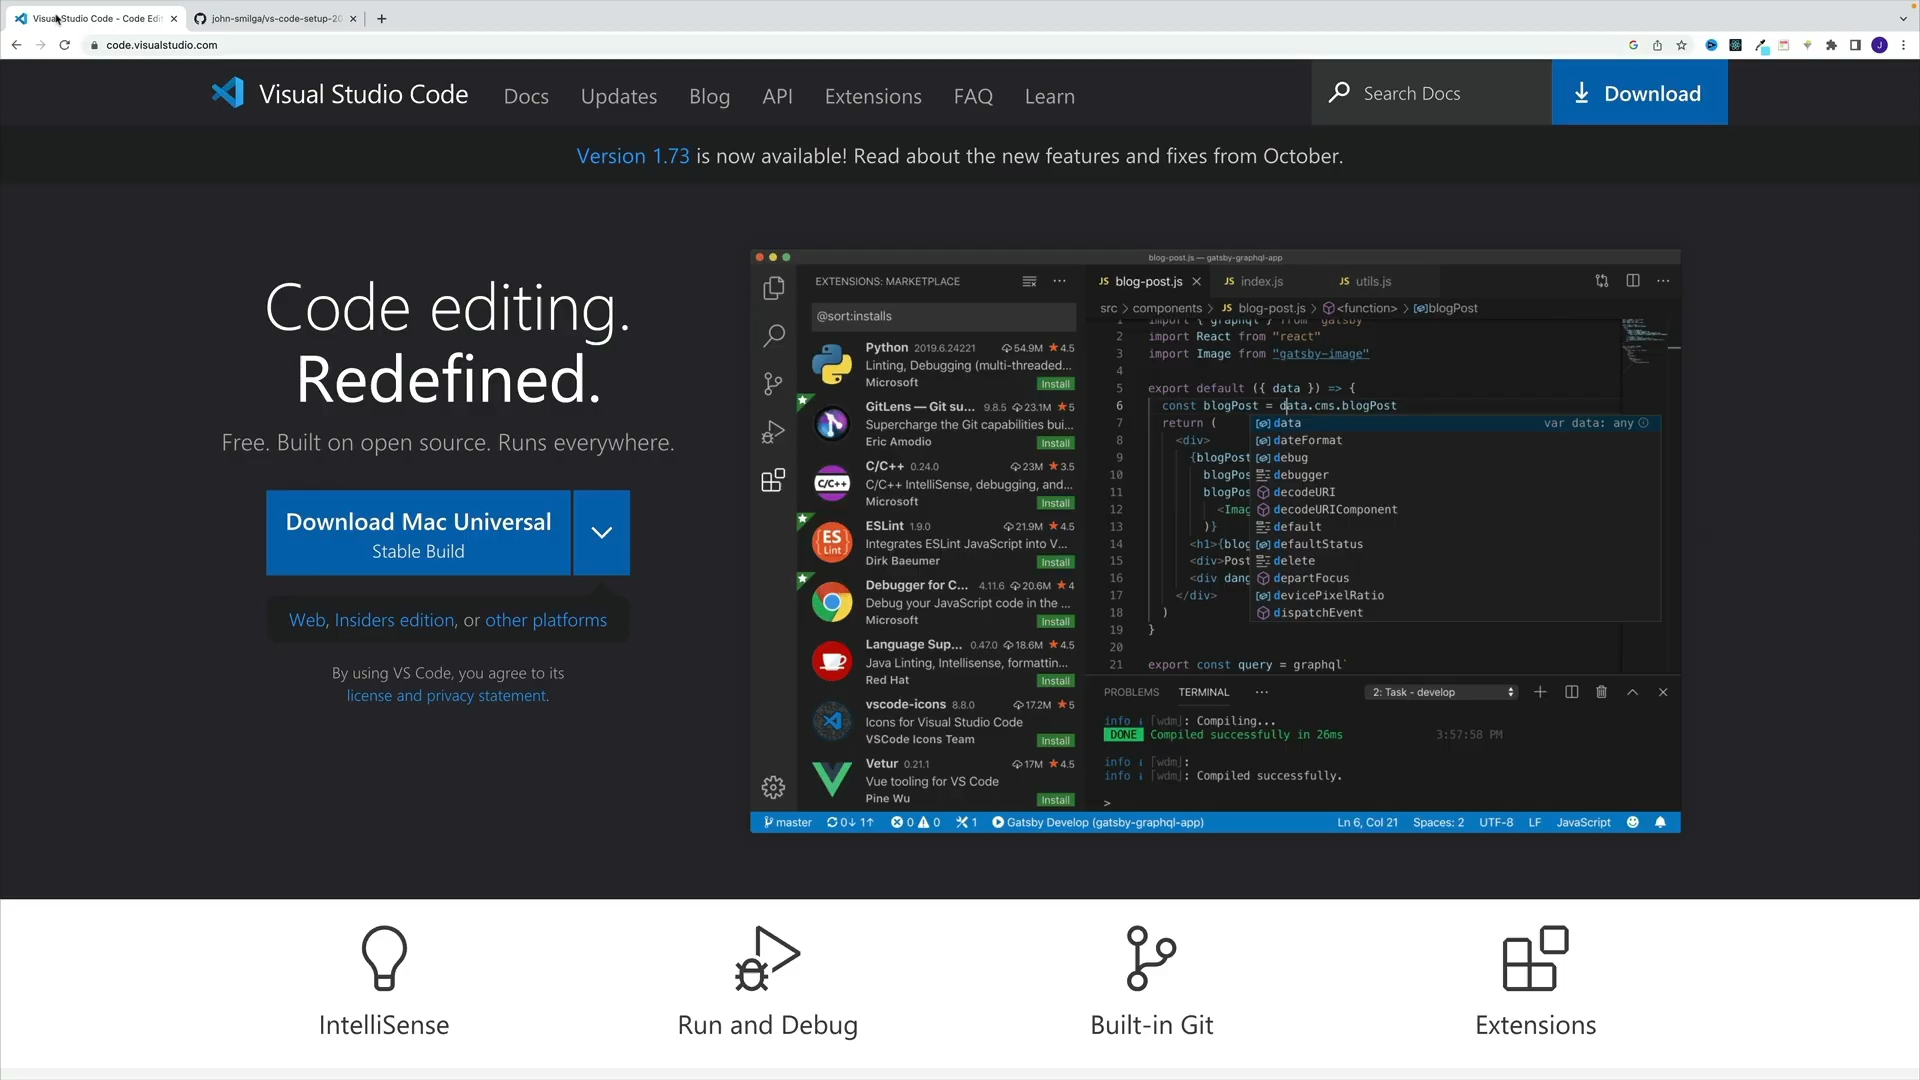 Visual Studio Code - Code Edit
john-smilga/vs-code-setup-20
code.visualstudio.com
J
Visual Studio Code
Docs
Updates
Blog
API
Extensions
FAQ
Learn
Search Docs
Download
Version 1.73 is now available! Read about the new features and fixes from October.
Code editing.
Redefined.
Free. Built on open source. Runs everywhere.
Download Mac Universal
Stable Build
Web, Insiders edition, or other platforms
By using VS Code, you agree to its
license and privacy statement.
blog-post.js — gatsby-graphql-app
EXTENSIONS: MARKETPLACE
@sort:installs
Python 2019.6.24221 54.9M ★4.5
Linting, Debugging (multi-threaded...
Microsoft Install
GitLens — Git su... 9.8.5 23.1M ★5
Supercharge the Git capabilities bui...
Eric Amodio Install
C/C++ 0.24.0 23M ★3.5
C/C++
C/C++ IntelliSense, debugging, and...
Microsoft Install
ESLint 1.9.0 21.9M ★4.5
ES
Lint
Integrates ESLint JavaScript into V...
Dirk Baeumer Install
Debugger for C... 4.11.6 20.6M ★4
Debug your JavaScript code in the ...
Microsoft Install
Language Sup... 0.47.0 18.6M ★4.5
Java Linting, Intellisense, formattin...
Red Hat Install
vscode-icons 8.8.0 17.2M ★5
Icons for Visual Studio Code
VSCode Icons Team Install
Vetur 0.21.1 17M ★4.5
Vue tooling for VS Code
Pine Wu Install
JS blog-post.js
JS index.js
JS utils.js
src > components > JS blog-post.js > <function> > blogPost
1 import { graphql } from "gatsby"
2 import React from "react"
3 import Image from "gatsby-image"
4
5 export default ({ data }) => {
6 const blogPost = data.cms.blogPost
7 return (
8 <div>
9 {blogPost
10 blogPos
11 blogPos
12 <Imag
13 )}
14 <h1>{blog
15 <div>Post
16 <div dang
17 </div>
18 )
19 }
20
21 export const query = graphql`
data var data: any
dateFormat
debug
debugger
decodeURI
decodeURIComponent
default
defaultStatus
delete
departFocus
devicePixelRatio
dispatchEvent
PROBLEMS
TERMINAL
...
2: Task - develop
info [wdm]: Compiling...
DONE Compiled successfully in 26ms 3:57:58 PM
info [wdm]:
info [wdm]: Compiled successfully.
>
master 0↓ 1↑ 0 0 1 Gatsby Develop (gatsby-graphql-app)
Ln 6, Col 21 Spaces: 2 UTF-8 LF JavaScript
IntelliSense
Run and Debug
Built-in Git
Extensions